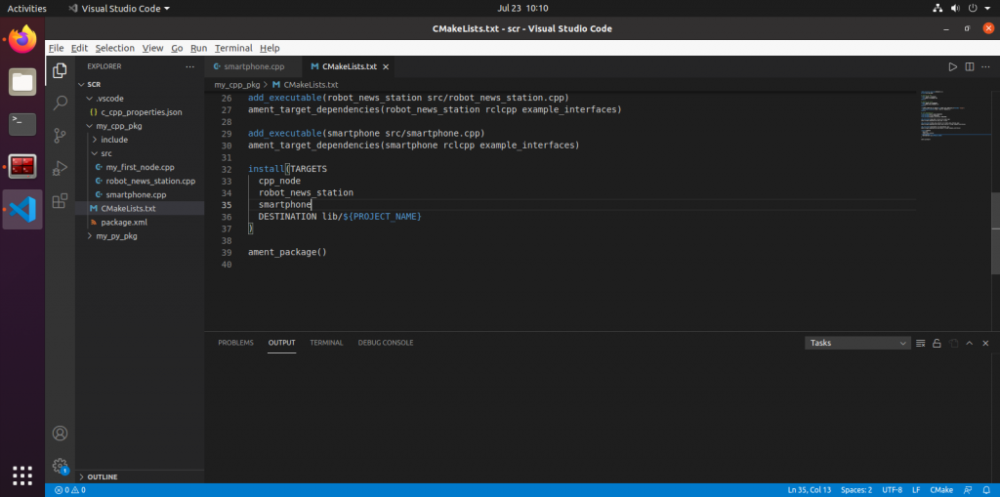 Activities
Visual Studio Code
Jul 23 10:10
CMakeLists.txt - scr - Visual Studio Code
File Edit Selection View Go Run Terminal Help
EXPLORER
SCR
.vscode
c_cpp_properties.json
my_cpp_pkg
include
src
my_first_node.cpp
robot_news_station.cpp
smartphone.cpp
CMakeLists.txt
package.xml
my_py_pkg
OUTLINE
smartphone.cpp
CMakeLists.txt
my_cpp_pkg > CMakeLists.txt
26 add_executable(robot_news_station src/robot_news_station.cpp)
27 ament_target_dependencies(robot_news_station rclcpp example_interfaces)
28
29 add_executable(smartphone src/smartphone.cpp)
30 ament_target_dependencies(smartphone rclcpp example_interfaces)
31
32 install(TARGETS
33 cpp_node
34 robot_news_station
35 smartphone
36 DESTINATION lib/${PROJECT_NAME}
37 )
38
39 ament_package()
40
PROBLEMS OUTPUT TERMINAL DEBUG CONSOLE
Tasks
0 0
Ln 35, Col 13 Spaces: 2 UTF-8 LF CMake